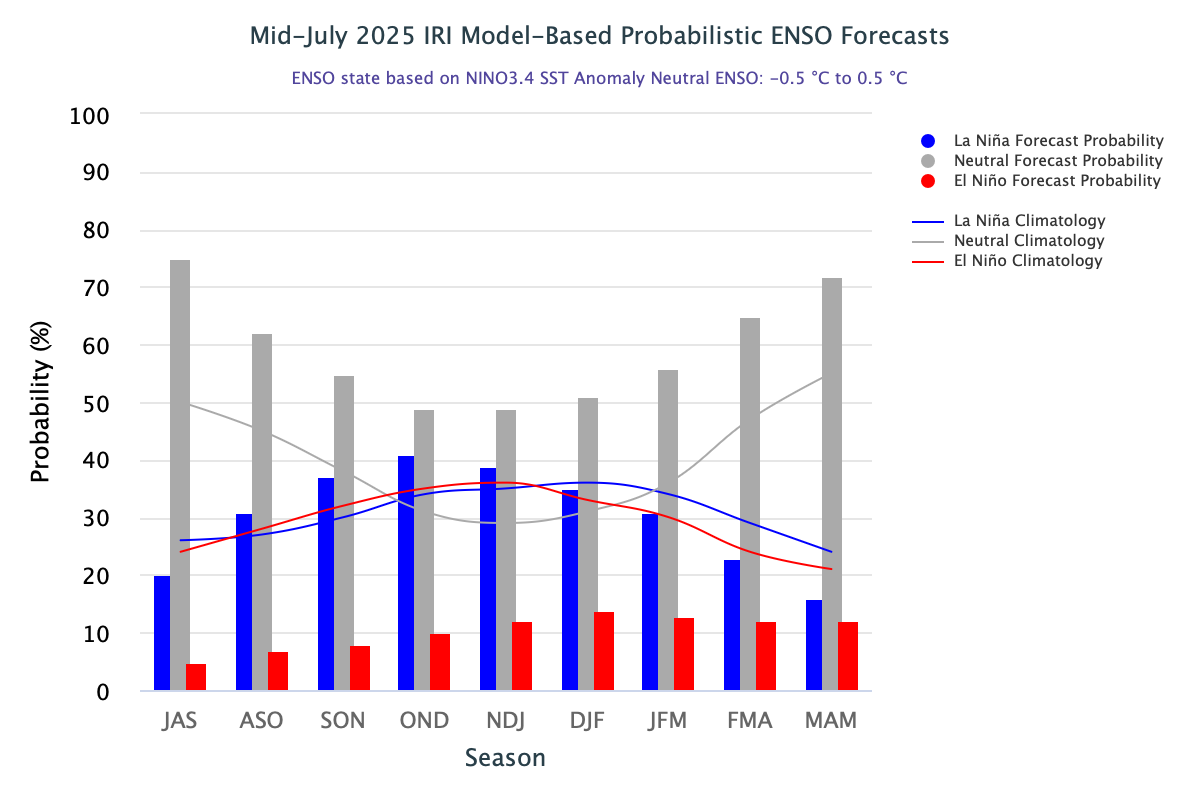 Mid-July 2025 IRI Model-Based Probabilistic ENSO Forecasts
ENSO state based on NINO3.4 SST Anomaly Neutral ENSO: -0.5 °C to 0.5 °C
100
90
80
70
60
50
40
30
20
10
0
Probability (%)
JAS ASO SON OND NDJ DJF JFM FMA MAM
Season
La Niña Forecast Probability
Neutral Forecast Probability
El Niño Forecast Probability
La Niña Climatology
Neutral Climatology
El Niño Climatology